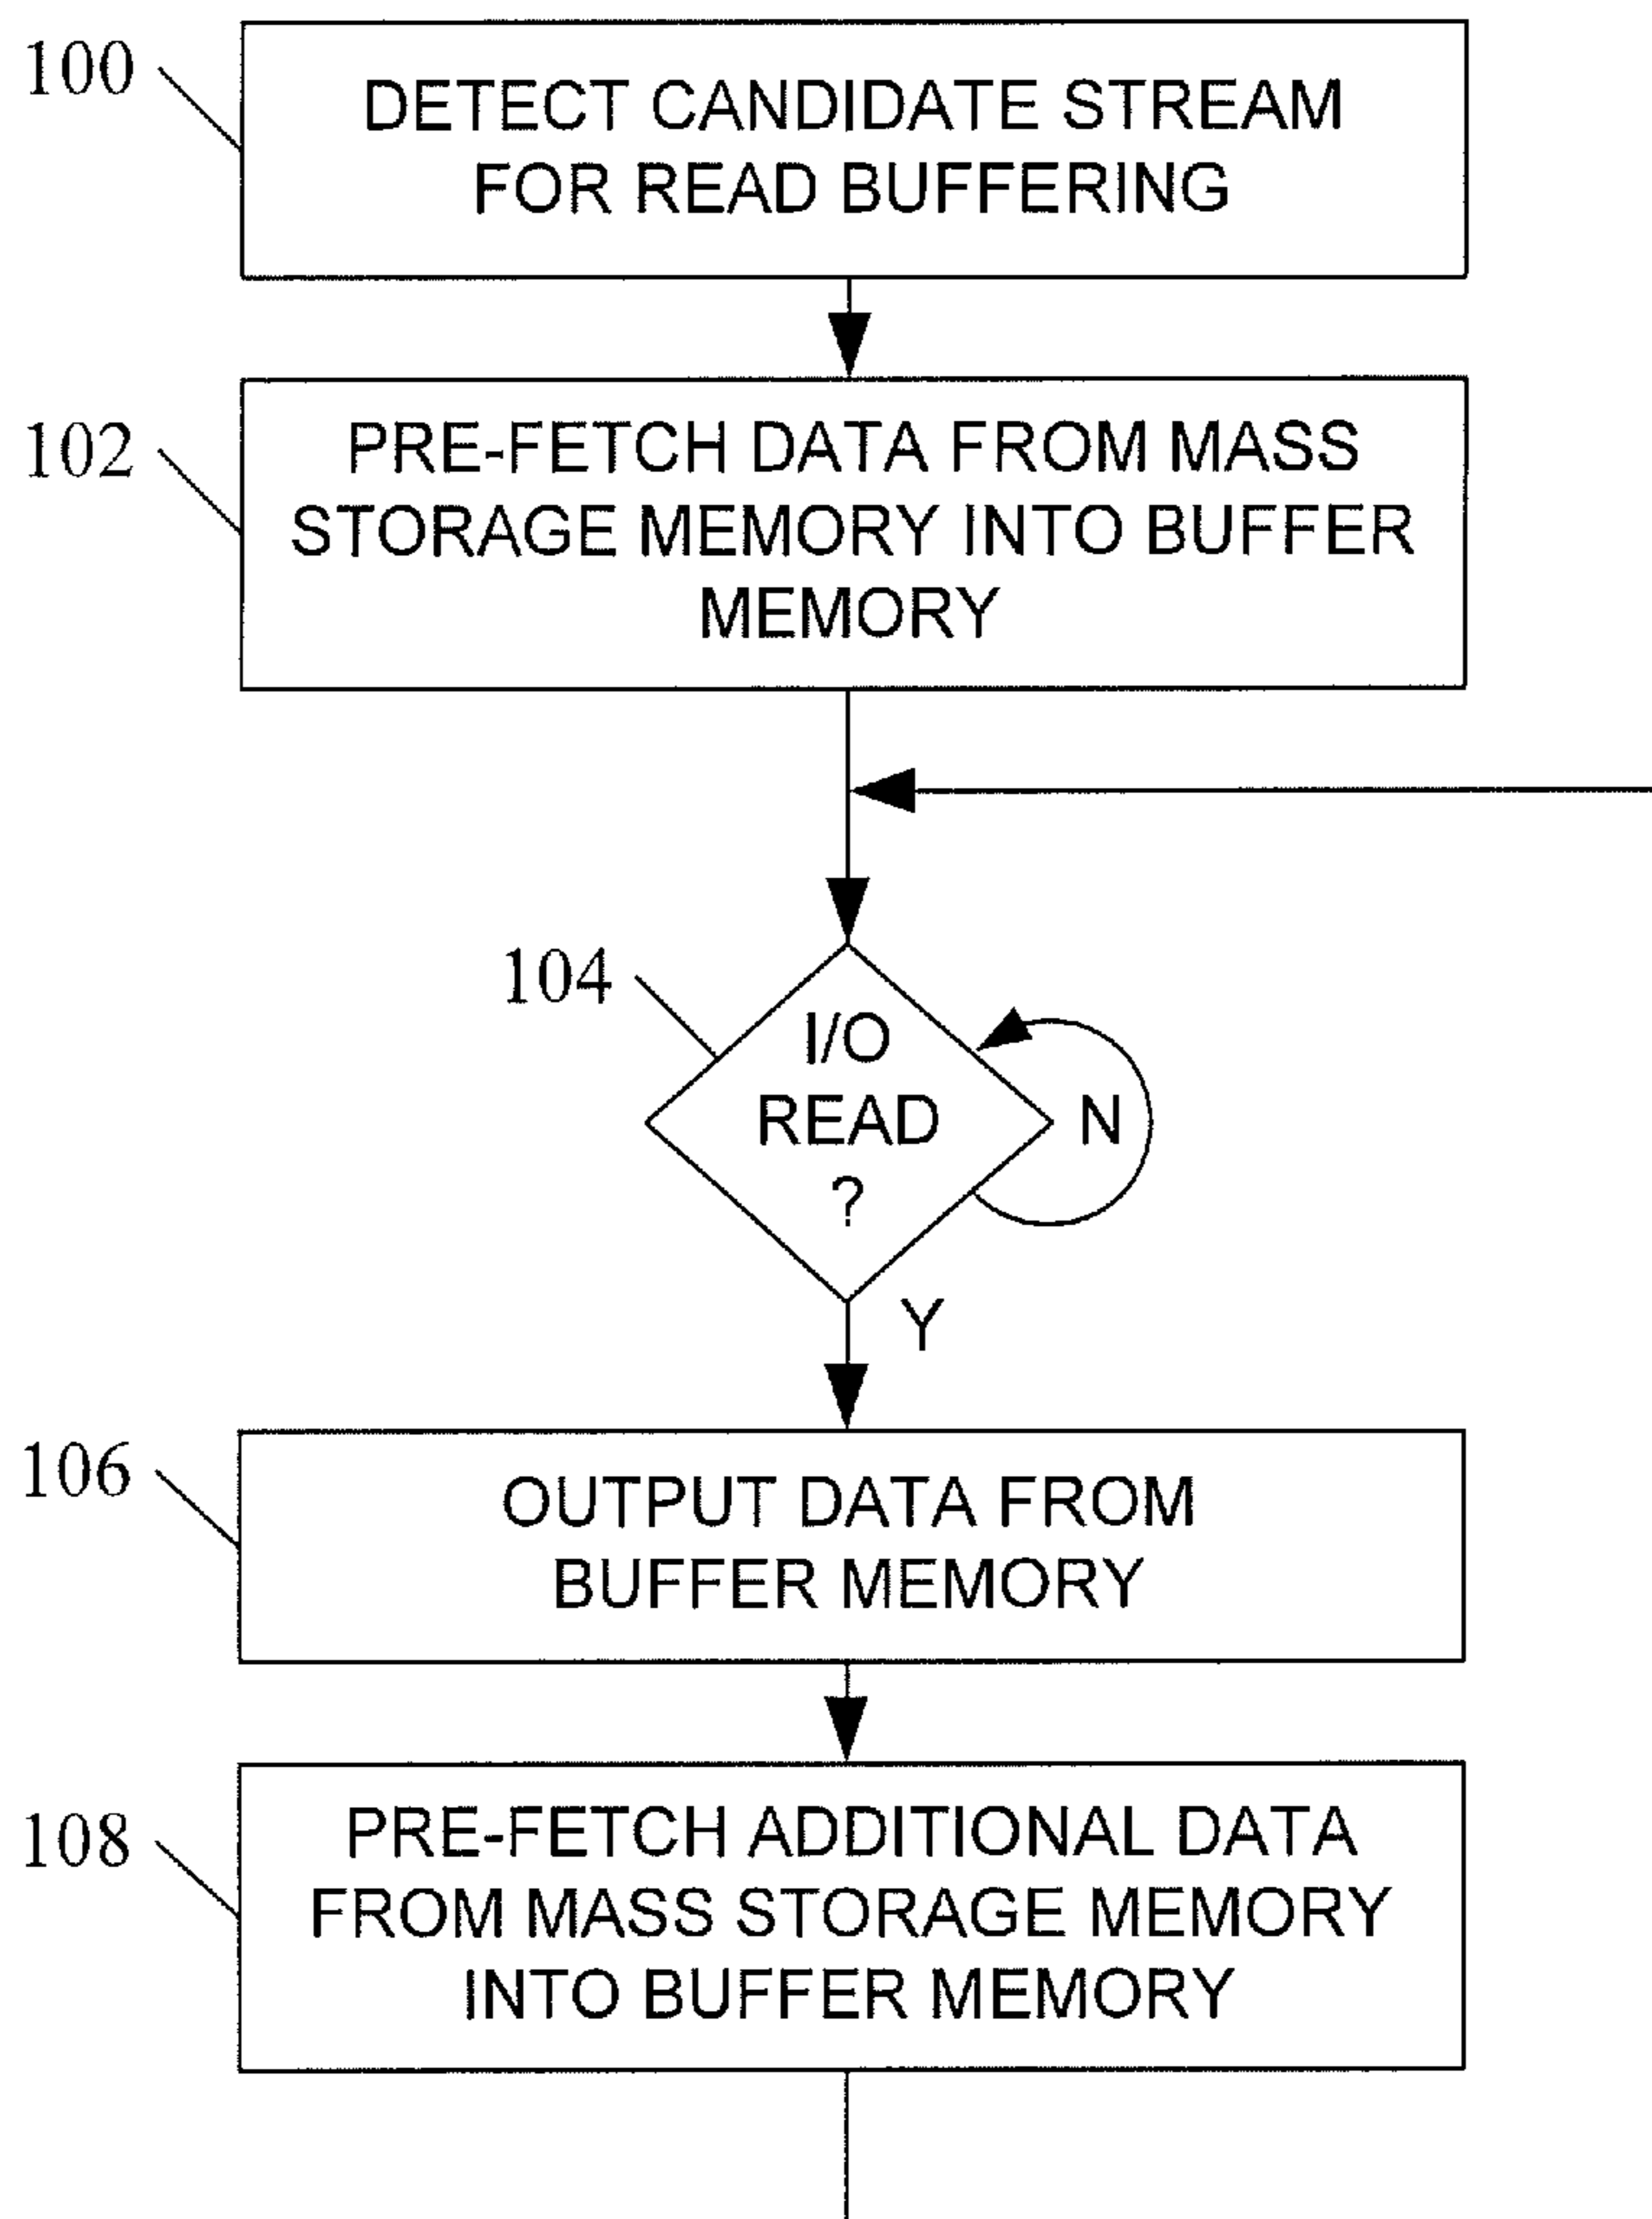 100
DETECT CANDIDATE STREAM
FOR READ BUFFERING
102
PRE-FETCH DATA FROM MASS
STORAGE MEMORY INTO BUFFER
MEMORY
104
I/O
READ
?
N
Y
106
OUTPUT DATA FROM
BUFFER MEMORY
108
PRE-FETCH ADDITIONAL DATA
FROM MASS STORAGE MEMORY
INTO BUFFER MEMORY